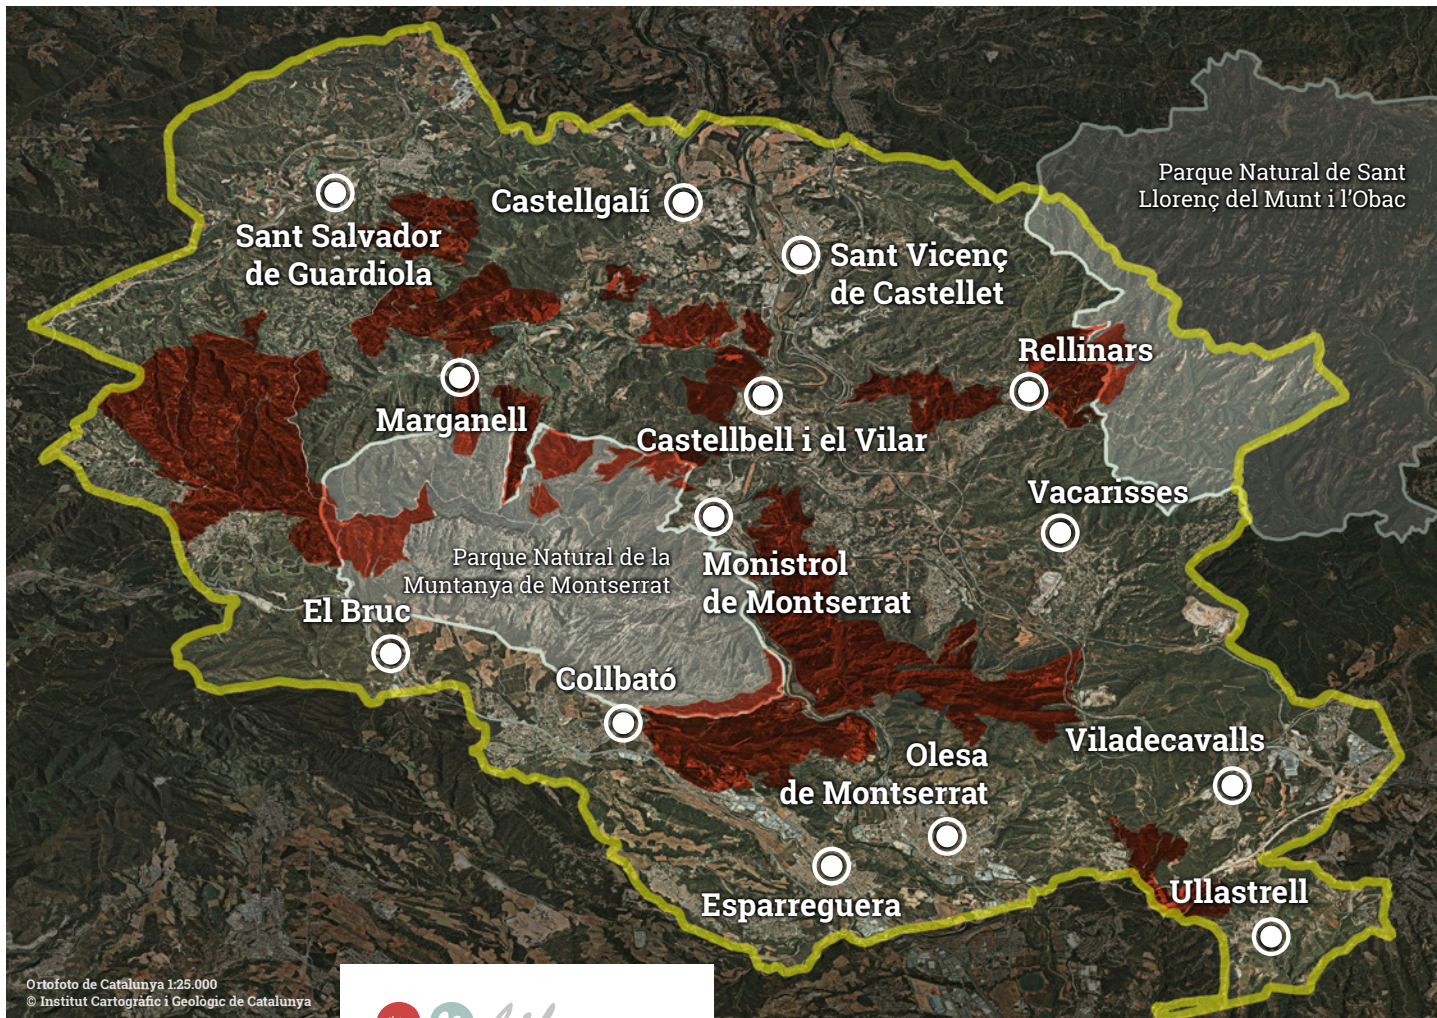 Parque Natural de Sant
Llorenç del Munt i l'Obac
Castellgalí
Sant Salvador
de Guardiola
Sant Vicenç
de Castellet
Rellinars
Marganell
Castellbell i el Vilar
Vacarisses
Parque Natural de la
Muntanya de Montserrat
Monistrol
de Montserrat
El Bruc
Collbató
Viladecavalls
Olesa
de Montserrat
Esparreguera
Ullastrell
Ortofoto de Catalunya 1:25.000
© Institut Cartogràfic i Geològic de Catalunya